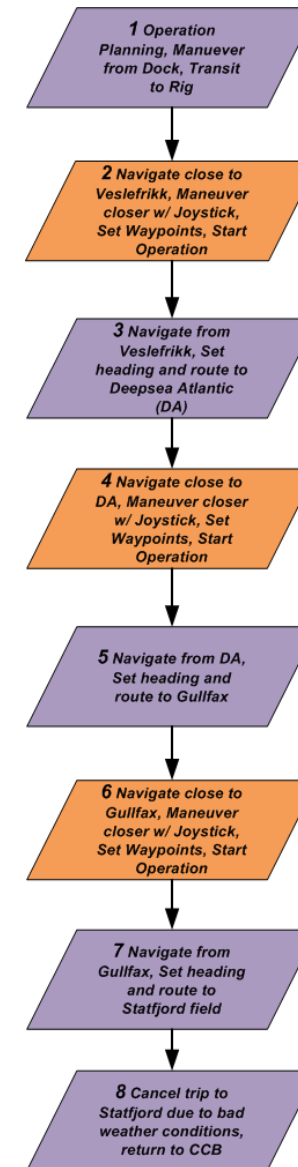 1 Operation
Planning, Manuever
from Dock, Transit
to Rig
2 Navigate close to
Veslefrikk, Maneuver
closer w/ Joystick,
Set Waypoints, Start
Operation
3 Navigate from
Veslefrikk, Set
heading and route to
Deepsea Atlantic
(DA)
4 Navigate close to
DA, Maneuver closer
w/ Joystick, Set
Waypoints, Start
Operation
5 Navigate from DA,
Set heading and
route to Gullfax
6 Navigate close to
Gullfax, Maneuver
closer w/ Joystick,
Set Waypoints, Start
Operation
7 Navigate from
Gullfax, Set heading
and route to
Statfjord field
8 Cancel trip to
Statfjord due to bad
weather conditions,
return to CCB